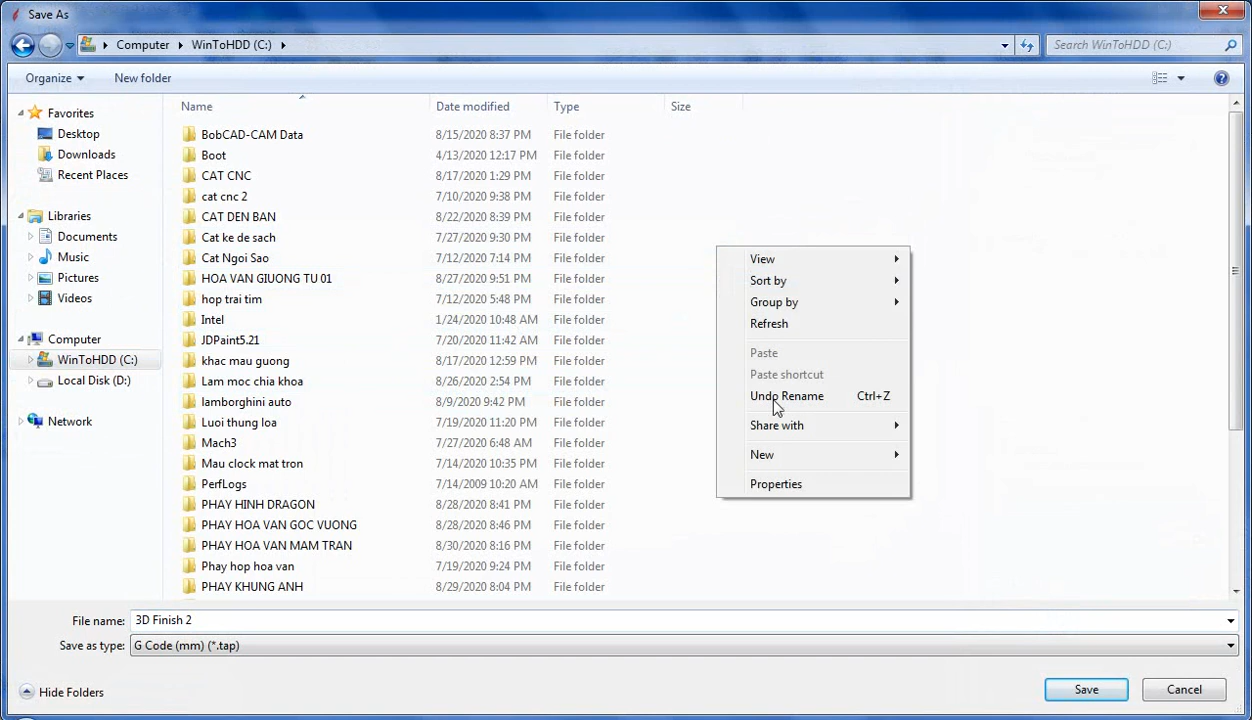 Save As
Computer WinToHDD (C:) Search WinToHDD (C:)
Organize New folder
Favorites
Desktop
Downloads
Recent Places
Libraries
Documents
Music
Pictures
Videos
Computer
WinToHDD (C:)
Local Disk (D:)
Network
Name Date modified Type Size
BobCAD-CAM Data 8/15/2020 8:37 PM File folder
Boot 4/13/2020 12:17 PM File folder
CAT CNC 8/17/2020 1:29 PM File folder
cat cnc 2 7/10/2020 9:38 PM File folder
CAT DEN BAN 8/22/2020 8:39 PM File folder
Cat ke de sach 7/27/2020 9:30 PM File folder
Cat Ngoi Sao 7/12/2020 7:14 PM File folder
HOA VAN GIUONG TU 01 8/27/2020 9:51 PM File folder
hop trai tim 7/12/2020 5:48 PM File folder
Intel 1/24/2020 10:48 AM File folder
JDPaint5.21 7/20/2020 11:42 AM File folder
khac mau guong 8/17/2020 12:59 PM File folder
Lam moc chia khoa 8/26/2020 2:54 PM File folder
lamborghini auto 8/9/2020 9:42 PM File folder
Luoi thung loa 7/19/2020 11:20 PM File folder
Mach3 7/27/2020 6:48 AM File folder
Mau clock mat tron 7/14/2020 10:35 PM File folder
PerfLogs 7/14/2009 10:20 AM File folder
PHAY HINH DRAGON 8/28/2020 8:41 PM File folder
PHAY HOA VAN GOC VUONG 8/28/2020 8:46 PM File folder
PHAY HOA VAN MAM TRAN 8/30/2020 8:16 PM File folder
Phay hop hoa van 7/19/2020 9:24 PM File folder
PHAY KHUNG ANH 8/29/2020 8:04 PM File folder
View
Sort by
Group by
Refresh
Paste
Paste shortcut
Undo Rename Ctrl+Z
Share with
New
Properties
File name: 3D Finish 2
Save as type: G Code (mm) (*.tap)
Hide Folders Save Cancel